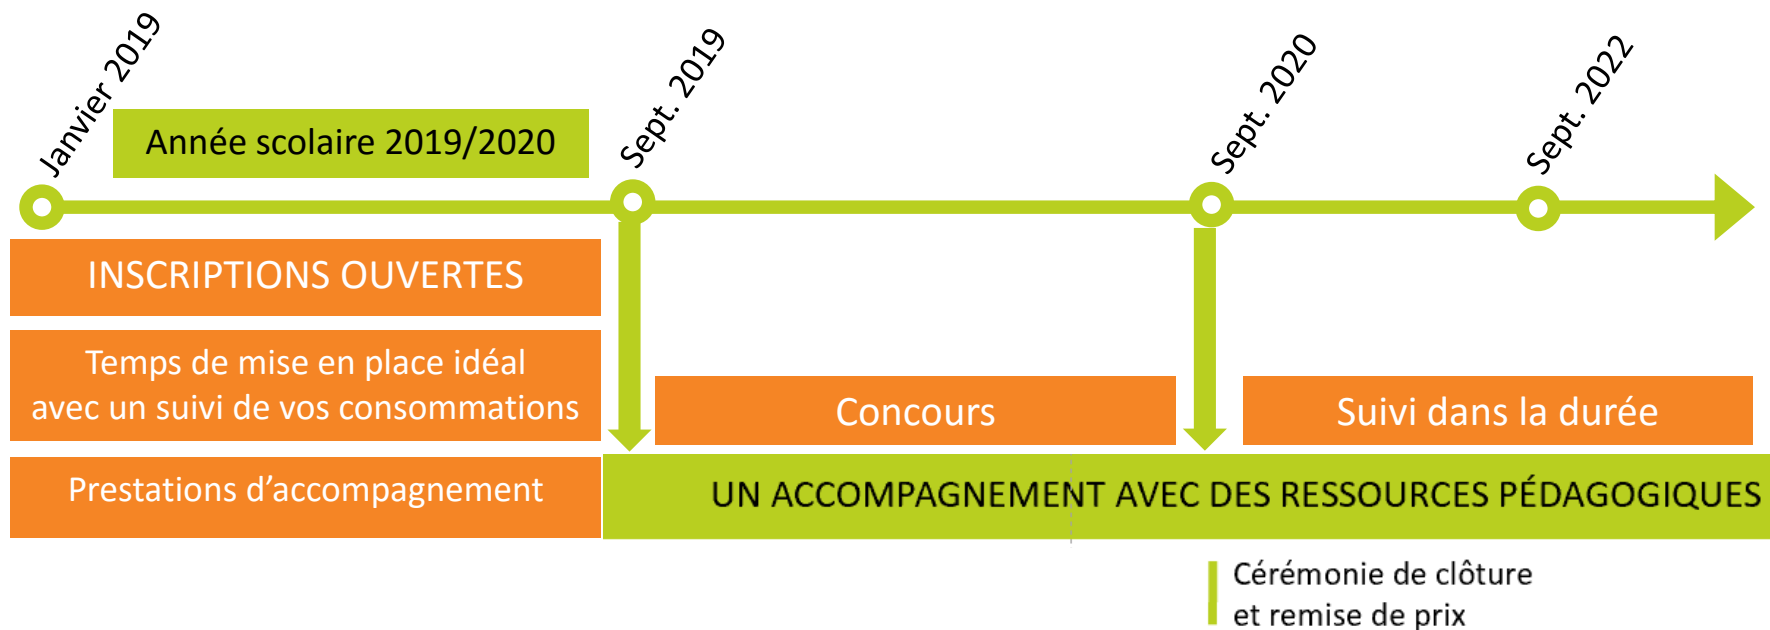 Janvier 2019
Sept. 2019
Sept. 2020
Sept. 2022
Année scolaire 2019/2020
INSCRIPTIONS OUVERTES
Temps de mise en place idéal
avec un suivi de vos consommations
Concours
Suivi dans la durée
Prestations d’accompagnement
UN ACCOMPAGNEMENT AVEC DES RESSOURCES PÉDAGOGIQUES
Cérémonie de clôture
et remise de prix